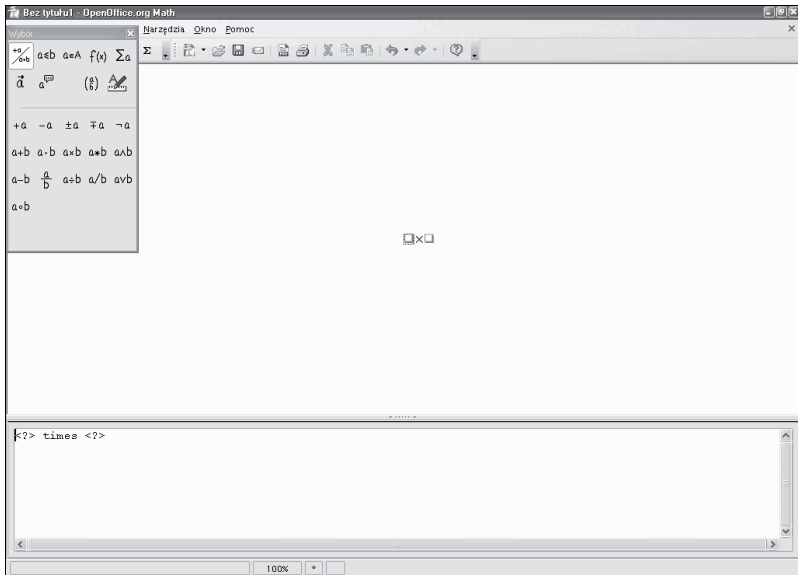 Bez tytułu1 - OpenOffice.org Math
Wybór
Narzędzia Okno Pomoc
+a/a+b a≤b a∈A f(x) Σa Σ
a⃗ a (a b) A
+a -a ±a ∓a ¬a
a+b a·b a×b a∗b a∧b
a−b a/b a÷b a/b a∨b
a∘b
□×□
<?> times <?>
100% *